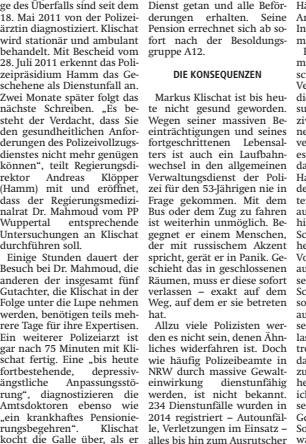 ge des Überfalls sind seit dem
18. Mai 2011 von der Polizei-
ärztin diagnostiziert. Klischat
wird stationär und ambulant
behandelt. Mit Bescheid vom
28. Juli 2011 erkennt das Poli-
zeipräsidium Hamm das Ge-
schehene als Dienstunfall an.
Zwei Monate später folgt das
nächste Schreiben. „Es be-
steht der Verdacht, dass Sie
den gesundheitlichen Anfor-
derungen des Polizeivollzugs-
dienstes nicht mehr genügen
können“, teilt Regierungsdi-
rektor Andreas Klöpper
(Hamm) mit und eröffnet,
dass der Regierungsmedizi-
nalrat Dr. Mahmoud vom PP
Wuppertal entsprechende
Untersuchungen an Klischat
durchführen soll.
Einige Stunden dauert der
Besuch bei Dr. Mahmoud, die
anderen der insgesamt fünf
Gutachter, die Klischat in der
Folge unter die Lupe nehmen
werden, benötigen teils meh-
rere Tage für ihre Expertisen.
Ein weiterer Polizeiarzt ist
gar nach 75 Minuten mit Kli-
schat fertig. Eine „bis heute
fortbestehende, depressiv-
ängstliche Anpassungsstö-
rung“, diagnostizieren die
Amtsdoktoren ebenso wie
„ein krankhaftes Pensionie-
rungsbegehren“. Klischat
kocht die Galle über, als er
Dienst getan und alle Beför-
derungen erhalten. Seine
Pension errechnet sich ab so-
fort nach der Besoldungs-
gruppe A12.
DIE KONSEQUENZEN
Markus Klischat ist bis heu-
te nicht gesund geworden.
Wegen seiner massiven Be-
einträchtigungen und seines
fortgeschrittenen Lebensal-
ters ist auch ein Laufbahn-
wechsel in den allgemeinen
Verwaltungsdienst der Poli-
zei für den 53-Jährigen nie in
Frage gekommen. Mit dem
Bus oder dem Zug zu fahren
ist weiterhin unmöglich. Be-
gegnet er einem Menschen,
der mit russischem Akzent
spricht, gerät er in Panik. Ge-
schieht das in geschlossenen
Räumen, muss er diese sofort
verlassen – exakt auf dem
Weg, auf dem er sie betreten
hat.
Allzu viele Polizisten wer-
den es nicht sein, denen Ähn-
liches widerfahren ist. Doch
wie häufig Polizeibeamte in
NRW durch massive Gewalt-
einwirkung dienstunfähig
werden, ist nicht bekannt.
234 Dienstunfälle wurden in
2014 registriert – Autounfäl-
le, Verletzungen im Einsatz –
alles bis hin zum Ausrutscher